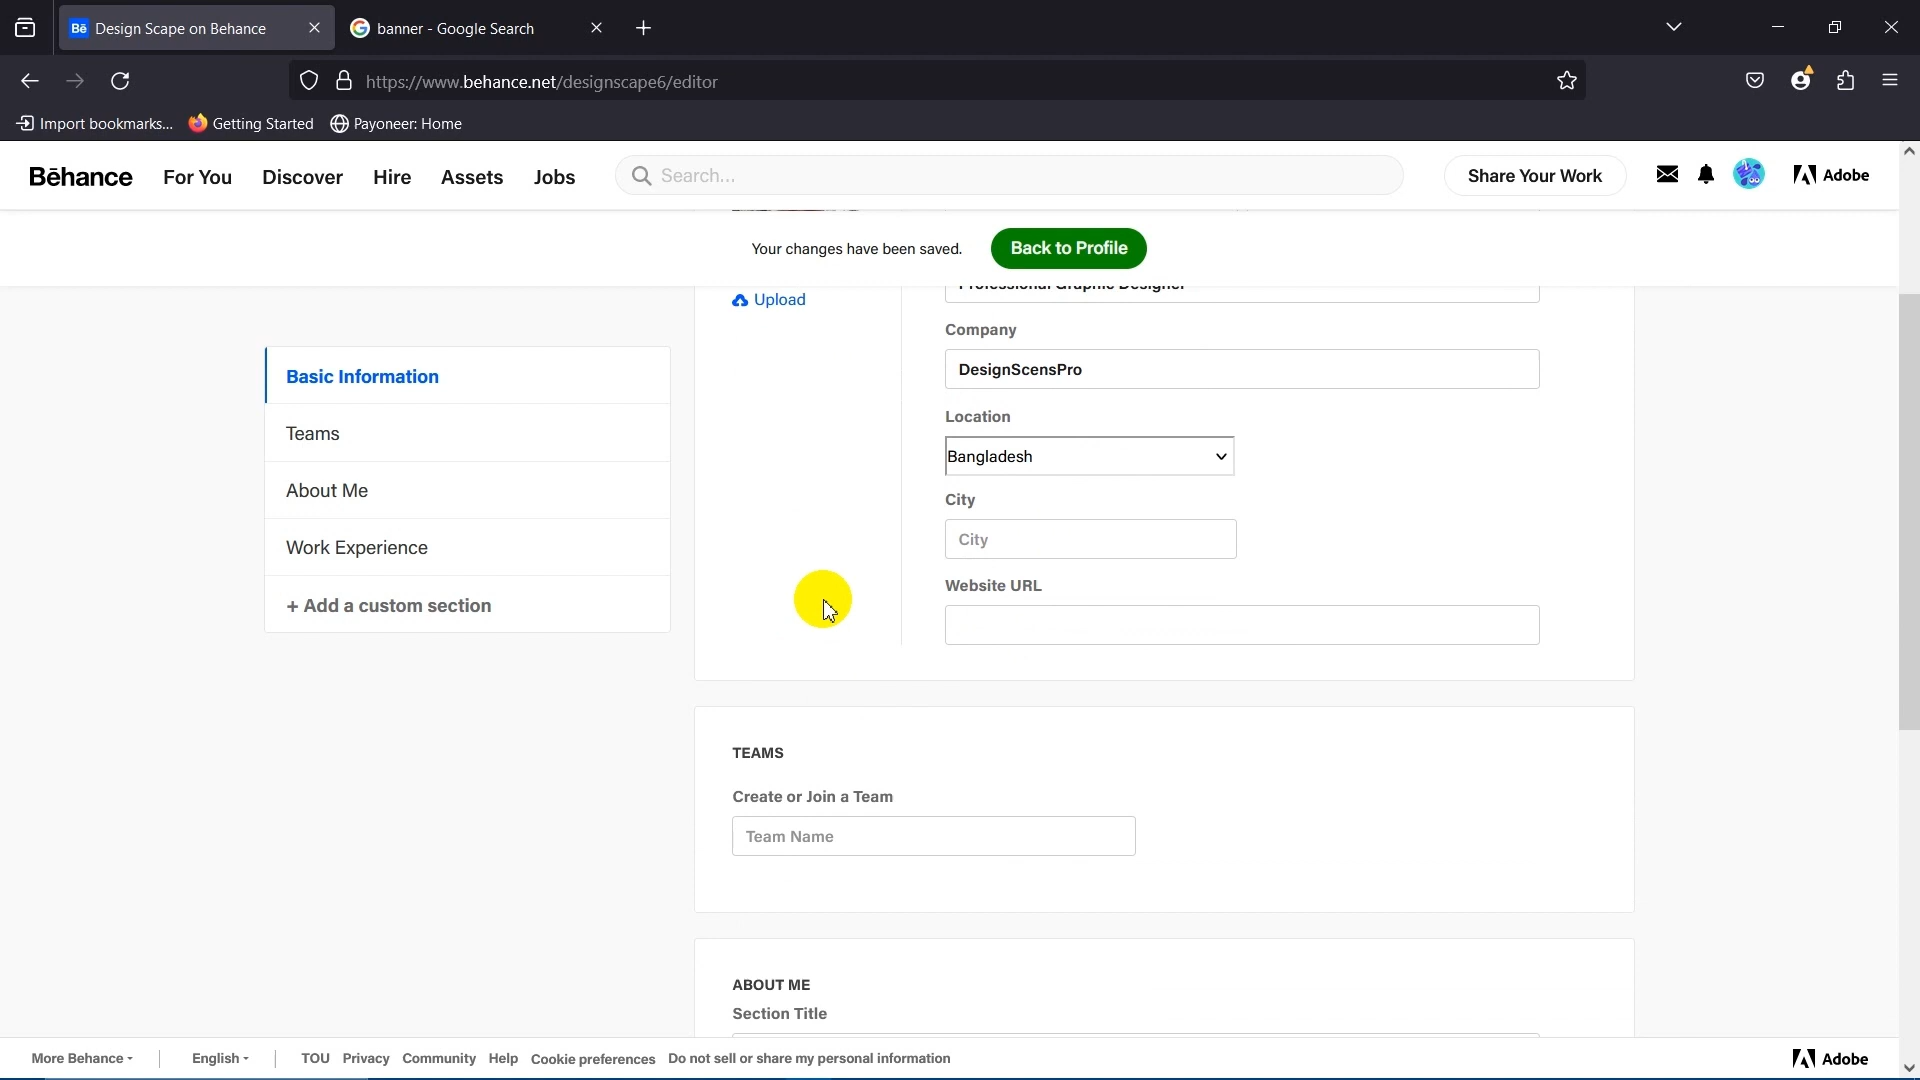 Bē Design Scape on Behance
banner - Google Search
https://www.behance.net/designscape6/editor
Import bookmarks...
Getting Started
Payoneer: Home
Bēhance
For You
Discover
Hire
Assets
Jobs
Search...
Share Your Work
Adobe
Your changes have been saved.
Back to Profile
Professional Graphic Designer
Upload
Company
DesignScensPro
Location
Bangladesh
City
City
Website URL
Basic Information
Teams
About Me
Work Experience
+ Add a custom section
TEAMS
Create or Join a Team
Team Name
ABOUT ME
Section Title
More Behance
English
TOU
Privacy
Community
Help
Cookie preferences
Do not sell or share my personal information
Adobe